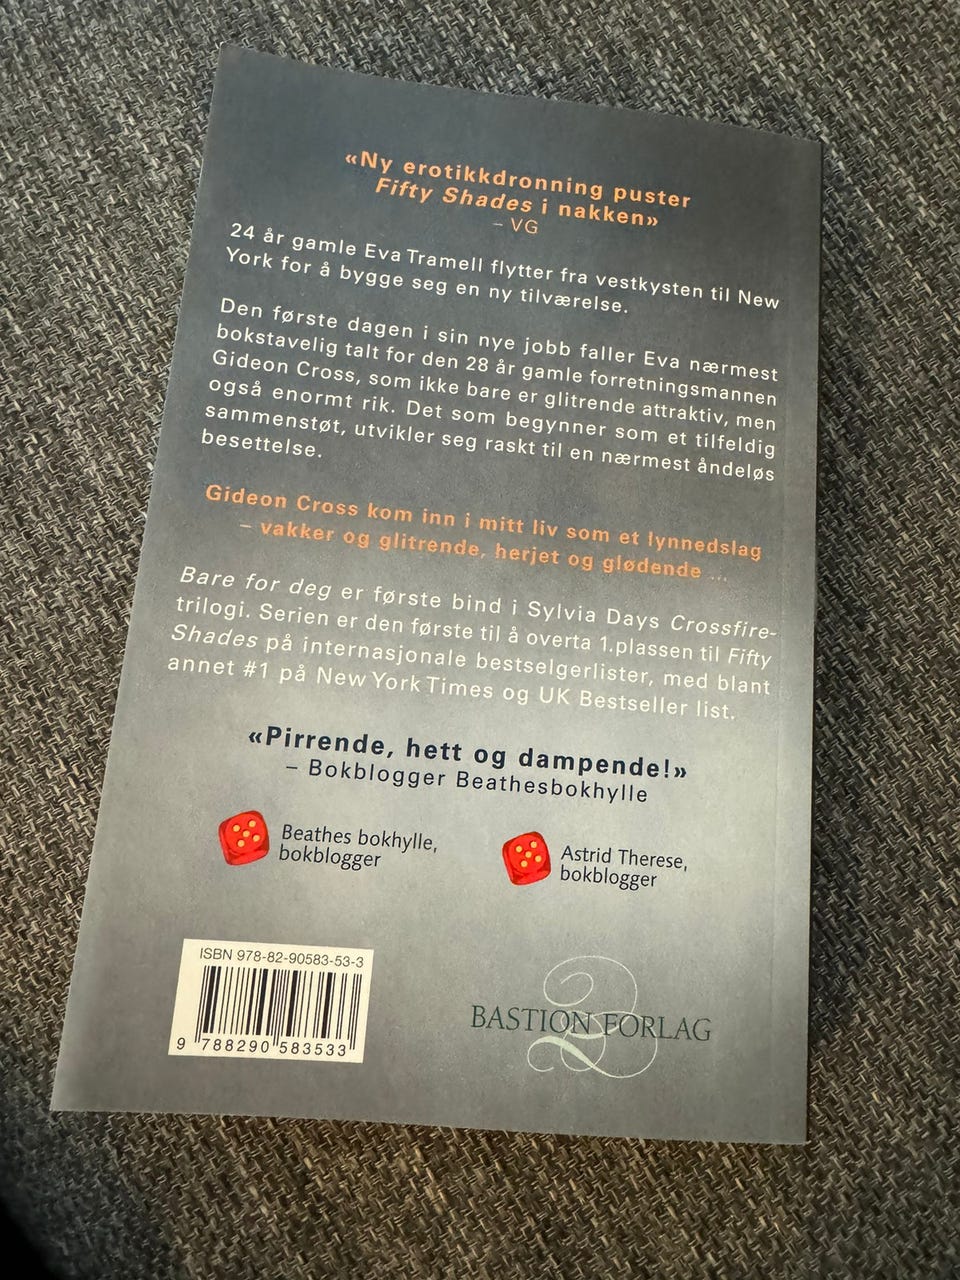 «Ny erotikkdronning puster
Fifty Shades i nakken»
– VG
24 år gamle Eva Tramell flytter fra vestkysten til New
York for å bygge seg en ny tilværelse.
Den første dagen i sin nye jobb faller Eva nærmest
bokstavelig talt for den 28 år gamle forretningsmannen
Gideon Cross, som ikke bare er glitrende attraktiv, men
også enormt rik. Det som begynner som et tilfeldig
sammenstøt, utvikler seg raskt til en nærmest åndeløs
besettelse.
Gideon Cross kom inn i mitt liv som et lynnedslag
– vakker og glitrende, herjet og glødende ...
Bare for deg er første bind i Sylvia Days Crossfire-
trilogi. Serien er den første til å overta 1.plassen til Fifty
Shades på internasjonale bestselgerlister, med blant
annet #1 på New York Times og UK Bestseller list.
«Pirrende, hett og dampende!»
– Bokblogger Beathesbokhylle
Beathes bokhylle,
bokblogger
Astrid Therese,
bokblogger
ISBN 978-82-90583-53-3
9 788290 583533
BASTION FORLAG